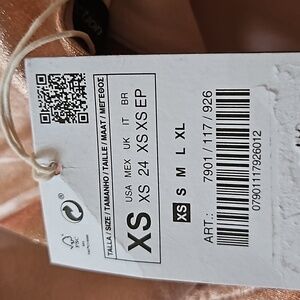 TALLA / SIZE / TAMANHO / TAILLE / MAAT / ΜΕΓΕΘΟΣ
USA MEX UK IT BR
XS XS 24 XS XS EP
XS S M L XL
ART.: 7901 / 117 / 926
07901117926012